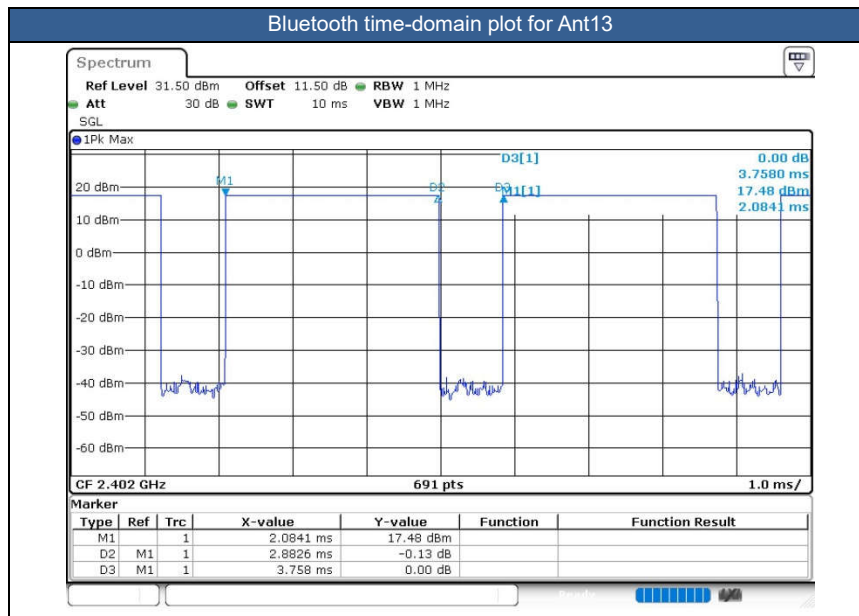 Bluetooth time-domain plot for Ant13
Spectrum
Ref Level 31.50 dBm Offset 11.50 dB RBW 1 MHz
Att 30 dB SWT 10 ms VBW 1 MHz
SGL
1Pk Max
D3[1] 0.00 dB
3.7580 ms
M1[1] 17.48 dBm
2.0841 ms
M1
D2
D3
20 dBm
10 dBm
0 dBm
-10 dBm
-20 dBm
-30 dBm
-40 dBm
-50 dBm
-60 dBm
CF 2.402 GHz 691 pts 1.0 ms/
Marker
Type Ref Trc X-value Y-value Function Function Result
M1 1 2.0841 ms 17.48 dBm
D2 M1 1 2.8826 ms -0.13 dB
D3 M1 1 3.758 ms 0.00 dB
Ready